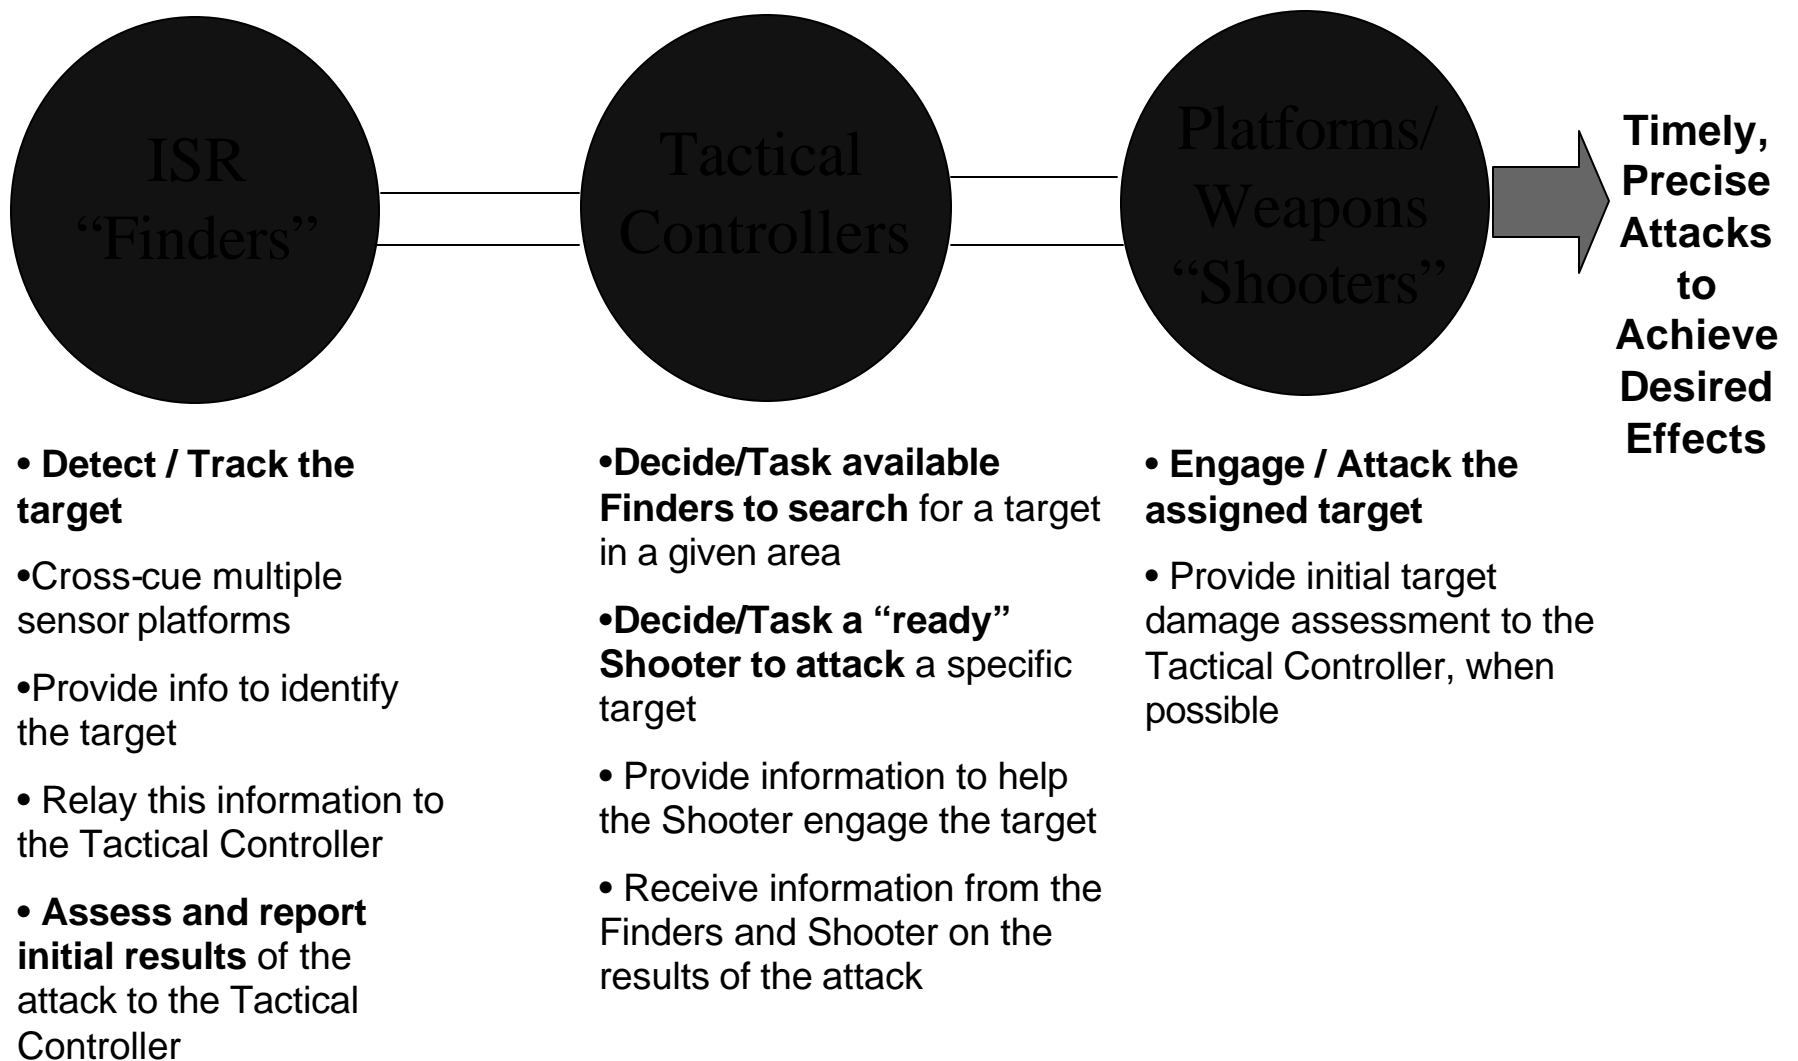 ISR
“Finders”
Tactical
Controllers
Platforms/
Weapons
“Shooters”
Timely,
Precise
Attacks
to
Achieve
Desired
Effects
• Detect / Track the
target
•Cross-cue multiple
sensor platforms
•Provide info to identify
the target
• Relay this information to
the Tactical Controller
• Assess and report
initial results of the
attack to the Tactical
Controller
•Decide/Task available
Finders to search for a target
in a given area
•Decide/Task a “ready”
Shooter to attack a specific
target
• Provide information to help
the Shooter engage the target
• Receive information from the
Finders and Shooter on the
results of the attack
• Engage / Attack the
assigned target
• Provide initial target
damage assessment to the
Tactical Controller, when
possible